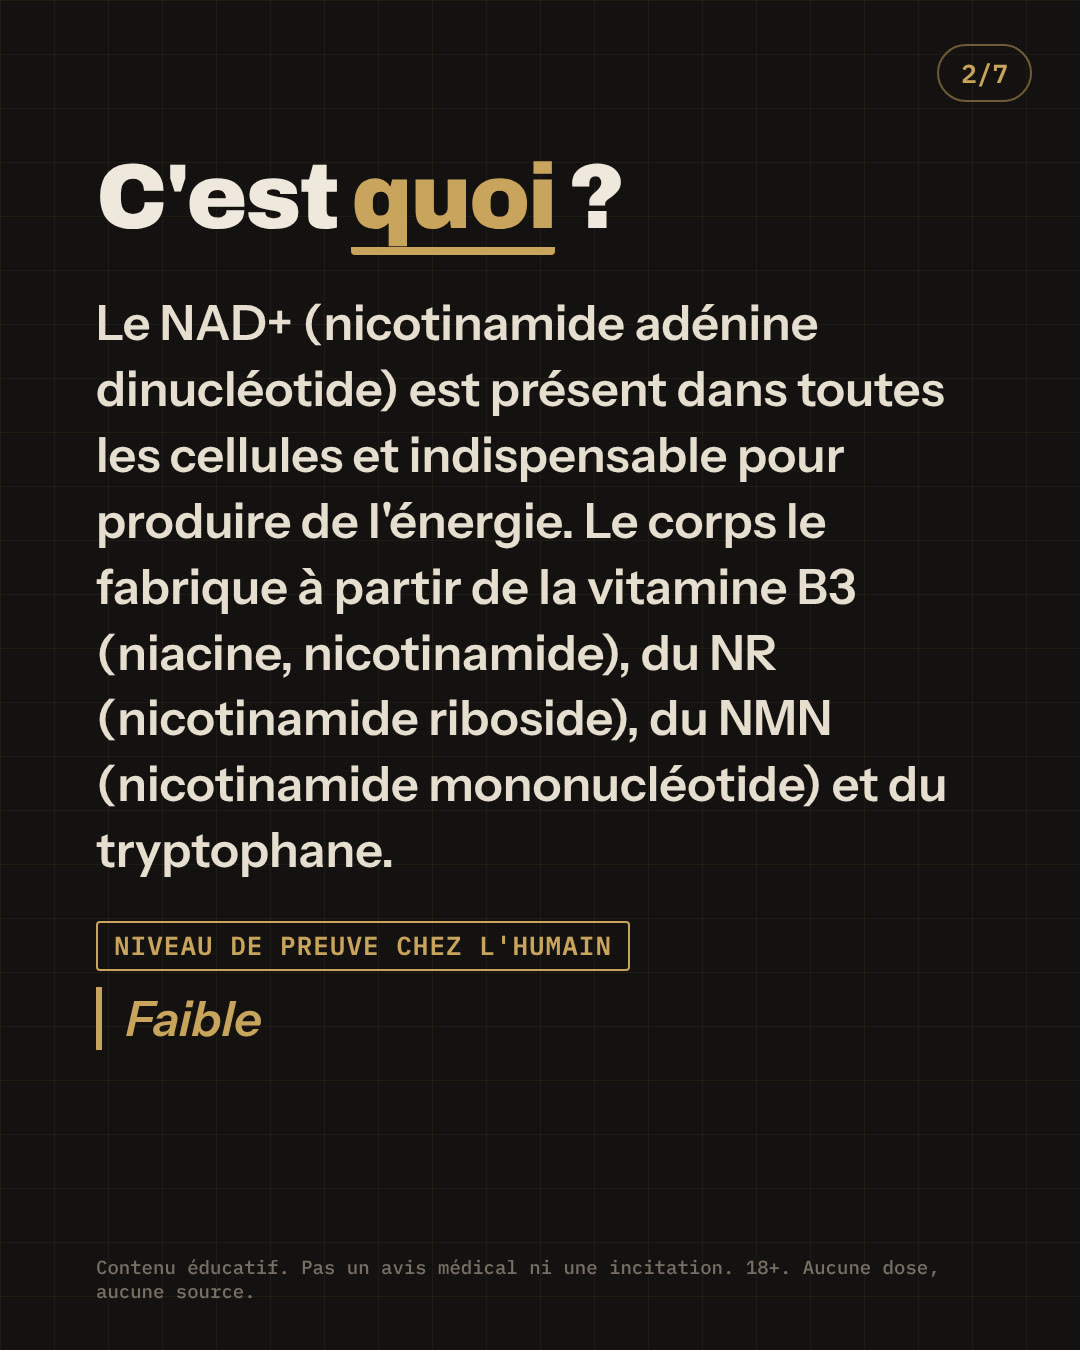 2/7
C'est quoi ?
Le NAD+ (nicotinamide adénine
dinucléotide) est présent dans toutes
les cellules et indispensable pour
produire de l'énergie. Le corps le
fabrique à partir de la vitamine B3
(niacine, nicotinamide), du NR
(nicotinamide riboside), du NMN
(nicotinamide mononucléotide) et du
tryptophane.
NIVEAU DE PREUVE CHEZ L'HUMAIN
Faible
Contenu éducatif. Pas un avis médical ni une incitation. 18+. Aucune dose,
aucune source.